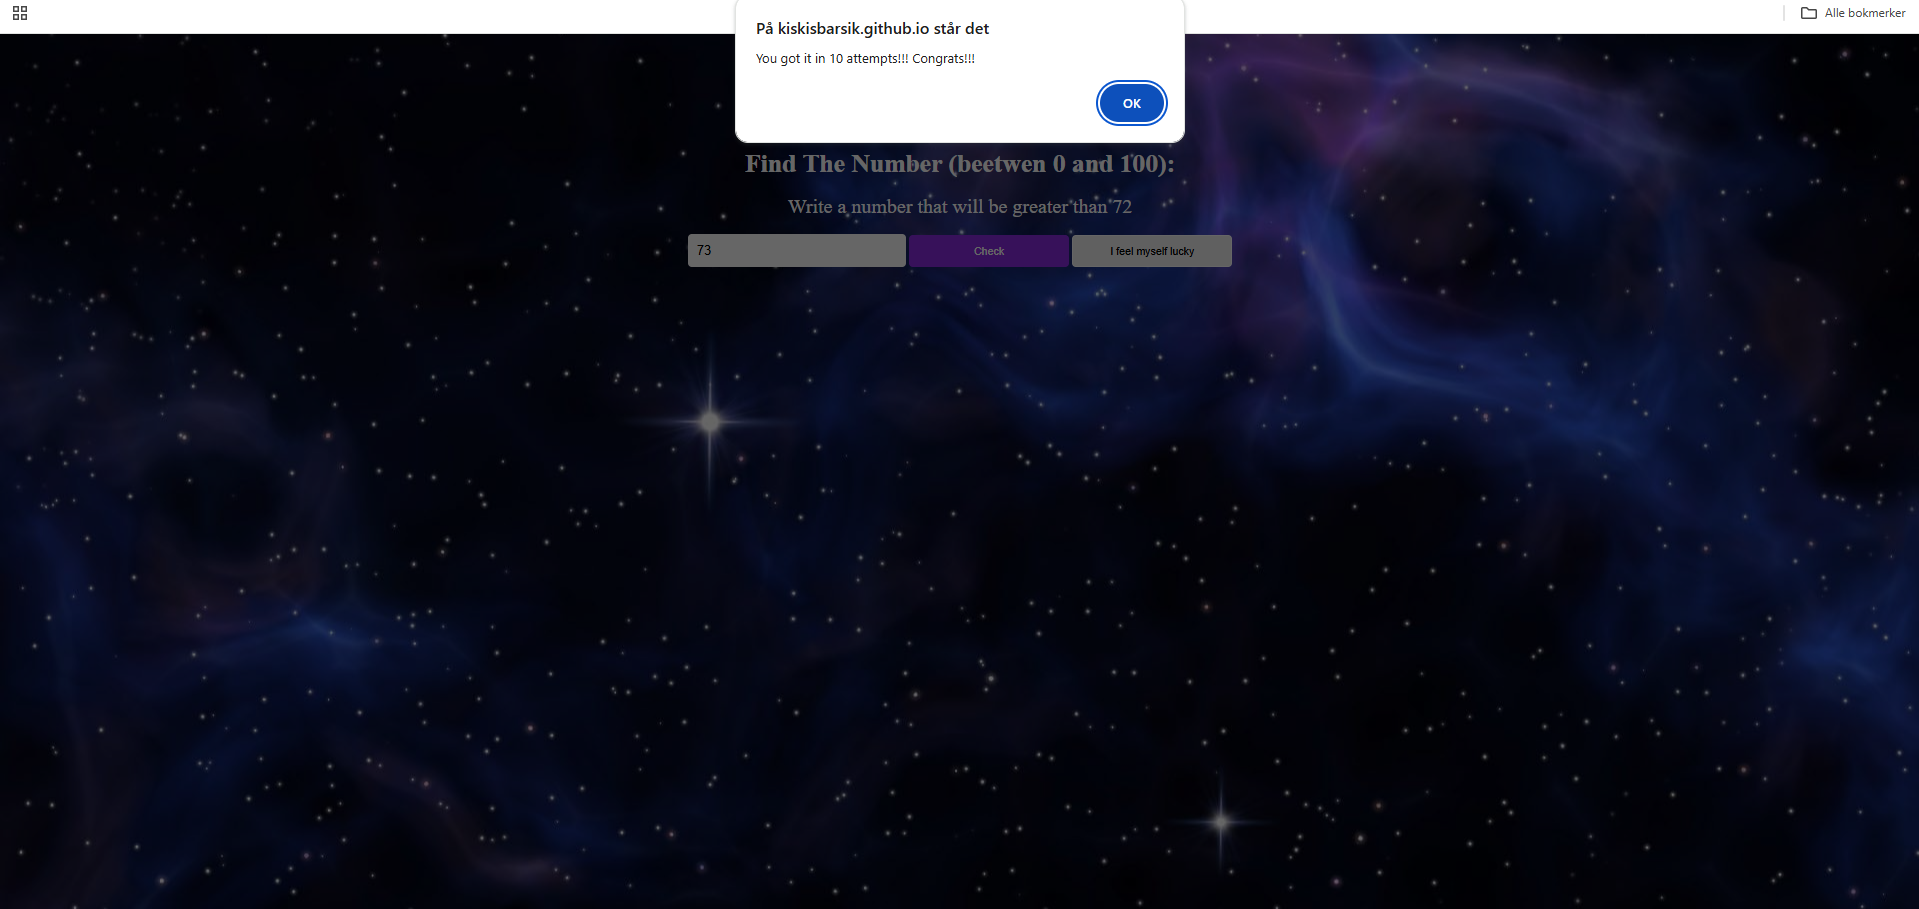 Alle bokmerker
På kiskisbarsik.github.io står det
You got it in 10 attempts!!! Congrats!!!
OK
Find The Number (beetwen 0 and 100):
Write a number that will be greater than 72
73 Check I feel myself lucky